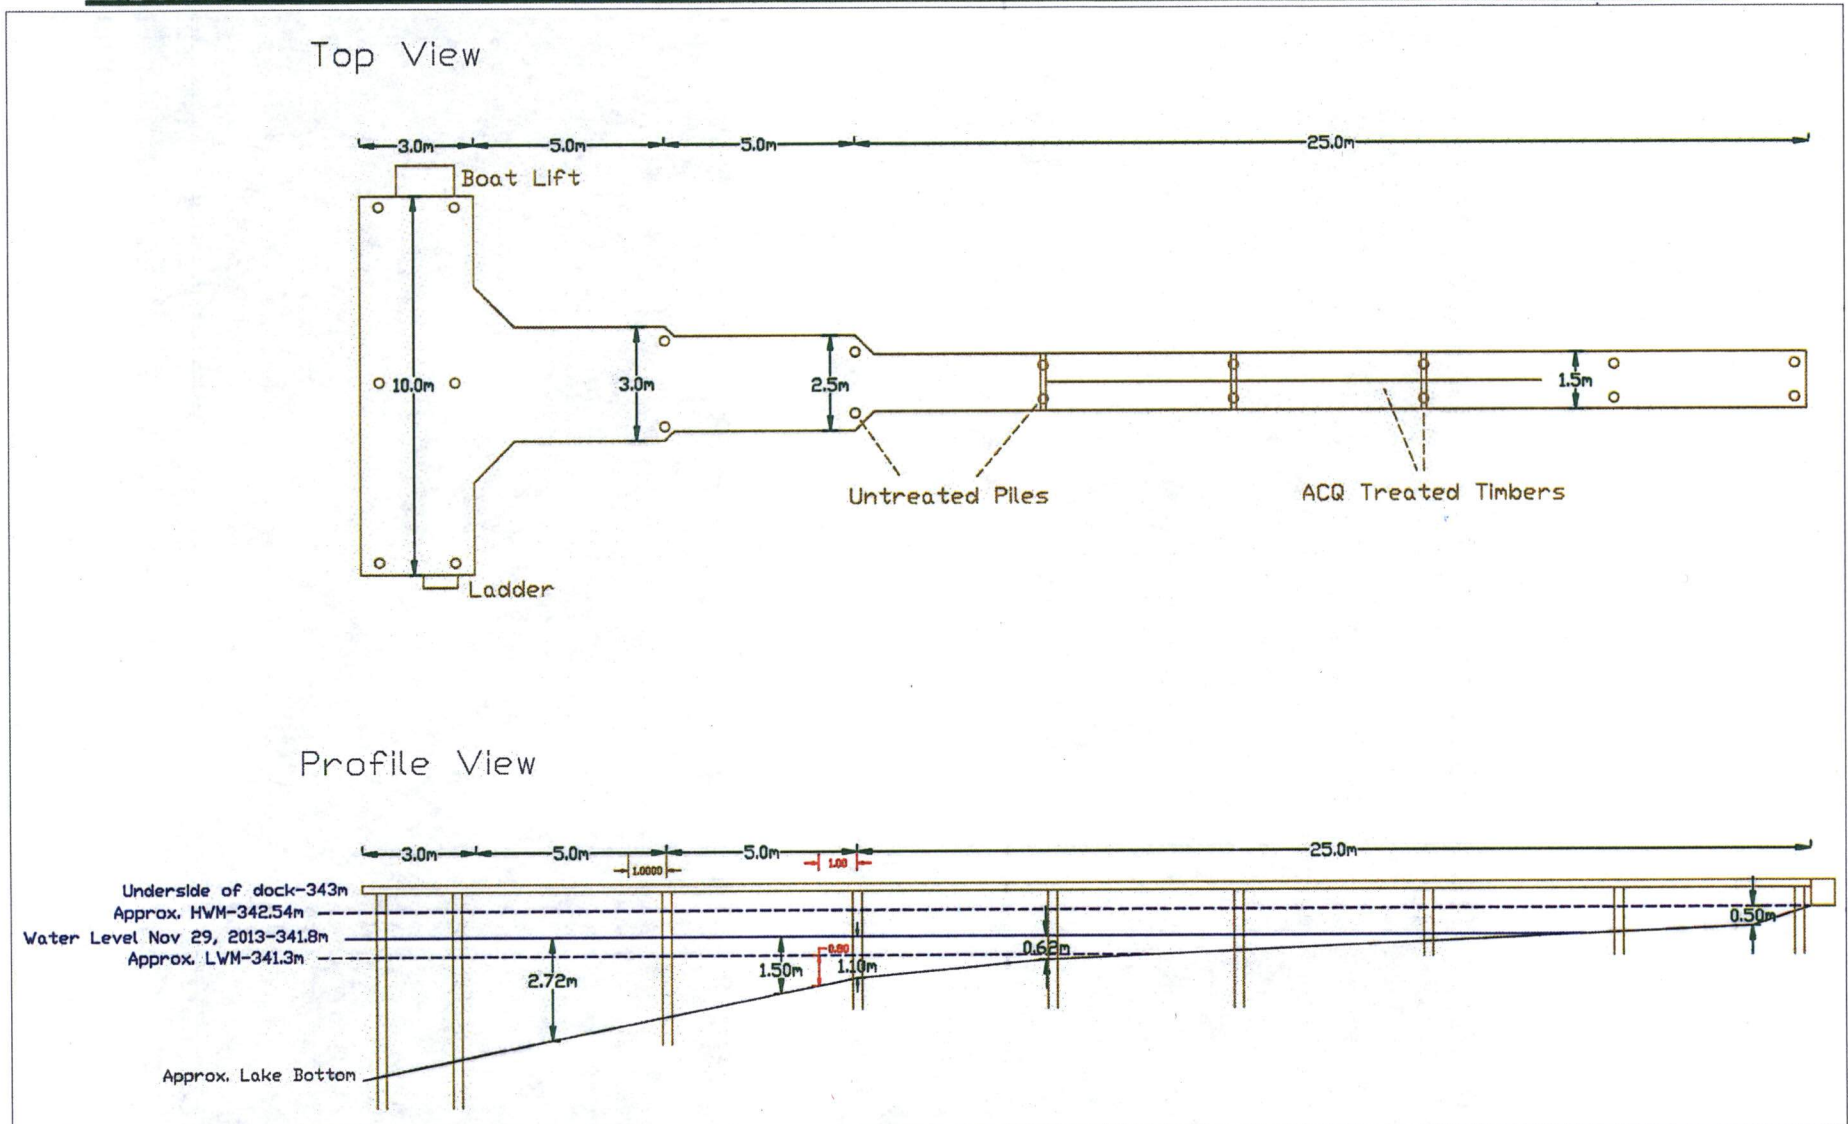 Top View
3.0m 5.0m 5.0m 25.0m
Boat Lift
10.0m 3.0m 2.5m 1.5m
Untreated Piles
ACQ Treated Timbers
Ladder
Profile View
3.0m 5.0m 5.0m 25.0m
1.0000 1.00
Underside of dock-343m
Approx. HWM-342.54m
0.50m
Water Level Nov 29, 2013-341.8m
0.62m
0.80
Approx. LWM-341.3m
1.50m 1.10m
2.72m
Approx. Lake Bottom